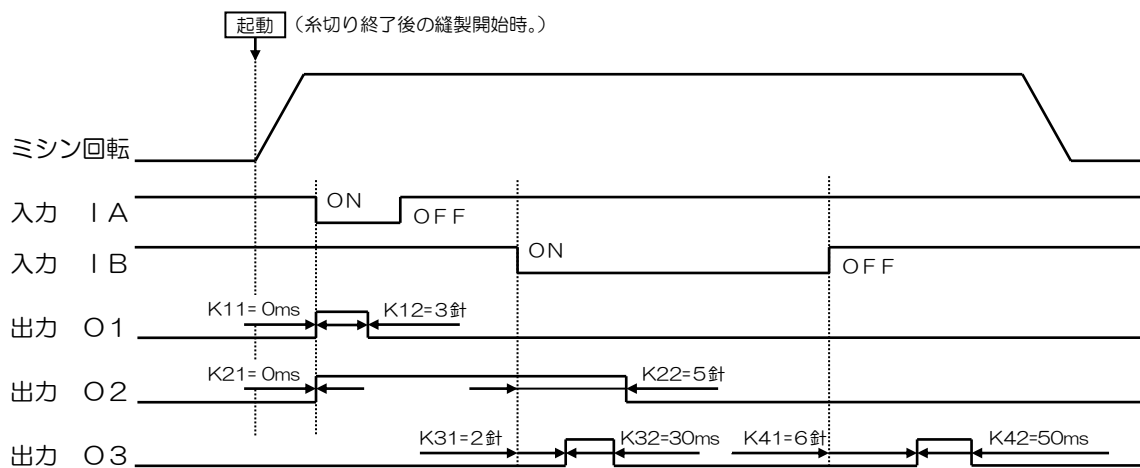 起動 (糸切り終了後の縫製開始時。)
ミシン回転
入力 IA ON OFF
入力 IB ON OFF
K11=0ms K12=3針
出力 O1
K21=0ms K22=5針
出力 O2
K31=2針 K32=30ms K41=6針 K42=50ms
出力 O3